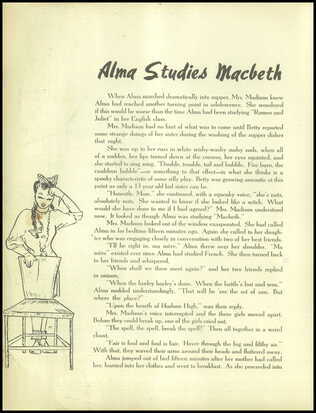 Alma Studies Macbeth
When Alma marched dramatically into supper, Mrs. Madison knew
Alma had reached another turning point in adolescence. She wondered
if this would be worse than the time Alma had been studying "Romeo and
Juliet" in her English class.
Mrs. Madison had no hint of what was to come until Betty reported
some strange doings of her sister during the washing of the supper dishes
that night.
She was up to her ears in white misky-wasky sudsy suds, when all
of a sudden, her lips turned down at the corners, her eyes squinted, and
she started to sing song, "Double, trouble, toil and bubble. Fire burn, the
cauldron bubble"—or something to that effect—in what she thinks is a
spooky characteristic of some silly play. Betty was growing romantic at this
point as only a 13 year old kid sister can be.
"Honestly, Mom," she continued, with a squeaky voice, "she's nuts,
absolutely nuts. She wanted to know if she looked like a witch. What
would she have done if I had agreed?" Mrs. Madison understood
now. It looked as though Alma was studying "Macbeth."
Mrs. Madison looked out of the window exasperated. She had called
Alma in for bedtime fifteen minutes ago. Again she called to her daugh-
ter who was engaging closely in conversation with two of her best friends.
"I'll be right in, ma mère," Alma threw over her shoulder. "Ma
mère" existed ever since Alma had studied French. She then turned back
to her friends and whispered,
"When shall we three meet again?" and her two friends replied
in unison,
"When the hurley burley's done. When the battle's lost and won."
Alma nodded understandingly. "That will be 'ere the set of sun. But
where the place?"
"Upon the heath of Human High," was their reply.
Mrs. Madison's voice interrupted and the three girls moved apart.
Before they could break up, one of the girls cried out,
"The spell, the spell, break the spell!" Then all together in a weird
chant,
"Fair is foul and foul is fair. Hover through the fog and filthy air."
With that, they waved their arms around their heads and fluttered away.
Alma jumped out of bed fifteen minutes after her mother had called
her, hurried into her clothes and went to breakfast. As she proceeded into